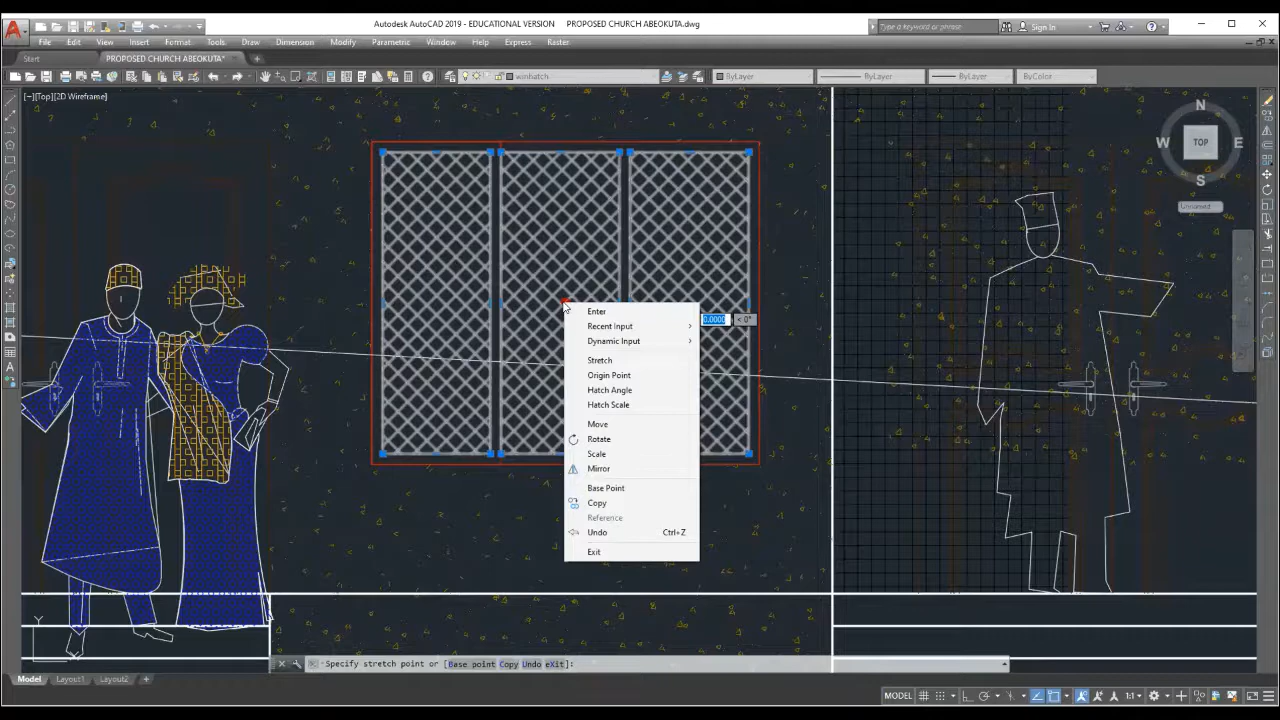 Autodesk AutoCAD 2019 - EDUCATIONAL VERSION PROPOSED CHURCH ABEOKUTA.dwg
Type a keyword or phrase
Sign In
File Edit View Insert Format Tools Draw Dimension Modify Parametric Window Help Express Raster
Start PROPOSED CHURCH ABEOKUTA*
winhatch ByLayer ByLayer ByLayer ByColor
[−][Top][2D Wireframe]
N
W TOP E
S
Unnamed
Enter
Recent Input
0.0000 < 0°
Dynamic Input
Stretch
Origin Point
Hatch Angle
Hatch Scale
Move
Rotate
Scale
Mirror
Base Point
Copy
Reference
Undo Ctrl+Z
Exit
Y
X
Specify stretch point or [Base point Copy Undo eXit]:
Model Layout1 Layout2 +
MODEL 1:1